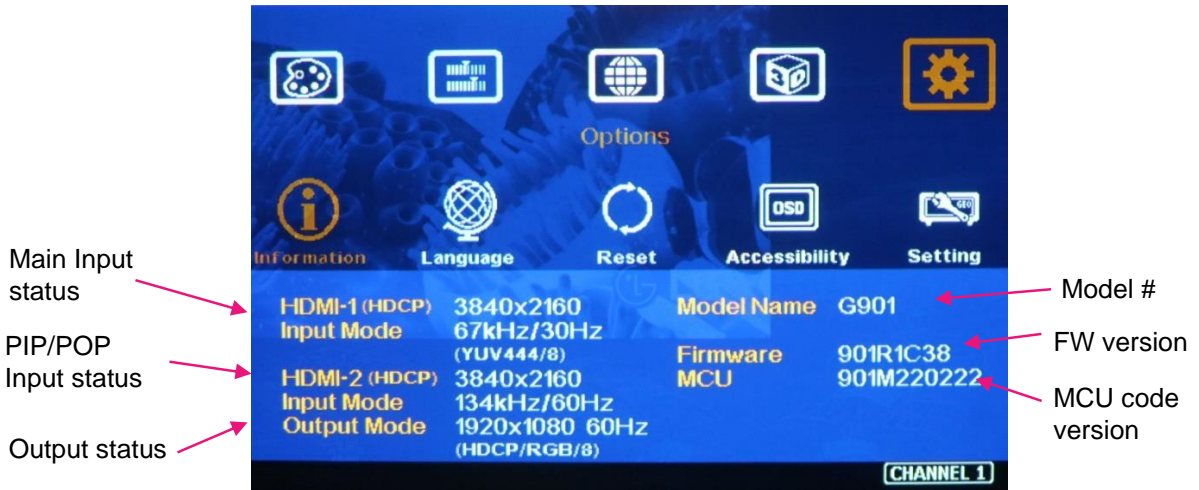 3D
Options
OSD
GEO
Information
Language
Reset
Accessibility
Setting
Main Input
status
PIP/POP
Input status
Output status
HDMI-1 (HDCP) 3840x2160
Input Mode 67kHz/30Hz
(YUV444/8)
HDMI-2 (HDCP) 3840x2160
Input Mode 134kHz/60Hz
Output Mode 1920x1080 60Hz
(HDCP/RGB/8)
Model Name G901
Firmware 901R1C38
MCU 901M220222
CHANNEL 1
Model #
FW version
MCU code
version